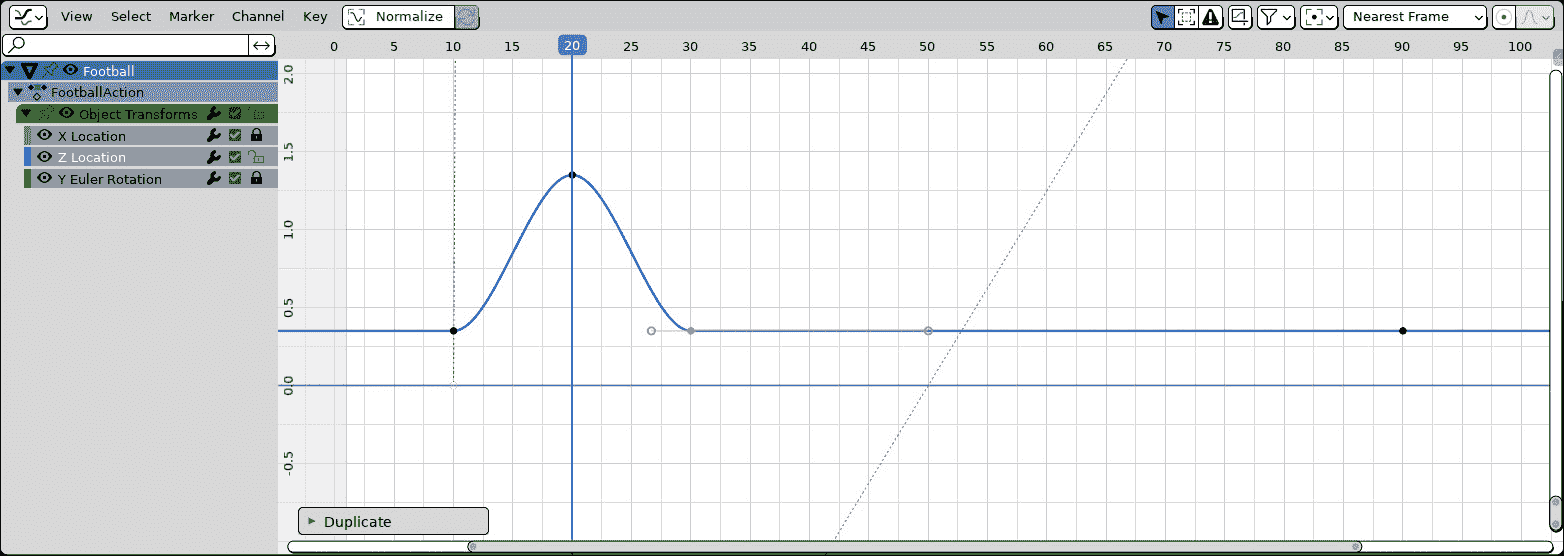 View Select Marker Channel Key Normalize Nearest Frame
0 5 10 15 20 25 30 35 40 45 50 55 60 65 70 75 80 85 90 95 100
Football
FootballAction
Object Transforms
X Location
Z Location
Y Euler Rotation
2.0
1.5
1.0
0.5
0.0
-0.5
Duplicate